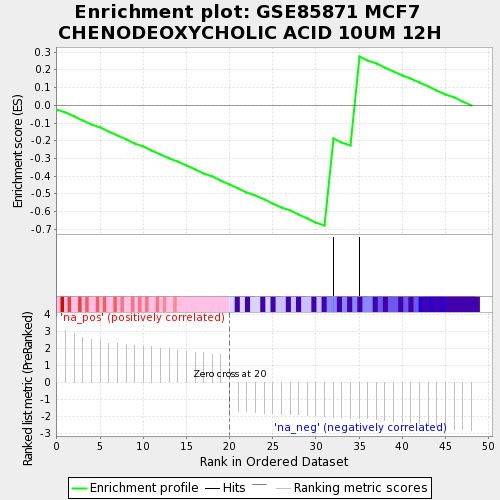 Enrichment plot: GSE85871 MCF7
CHENODEOXYCHOLIC ACID 10UM 12H
Enrichment score (ES)
0.3
0.2
0.1
0.0
-0.1
-0.2
-0.3
-0.4
-0.5
-0.6
-0.7
Ranked list metric (PreRanked)
4
3
2
1
0
-1
-2
-3
'na_pos' (positively correlated)
Zero cross at 20
'na_neg' (negatively correlated)
0 5 10 15 20 25 30 35 40 45 50
Rank in Ordered Dataset
Enrichment profile Hits Ranking metric scores